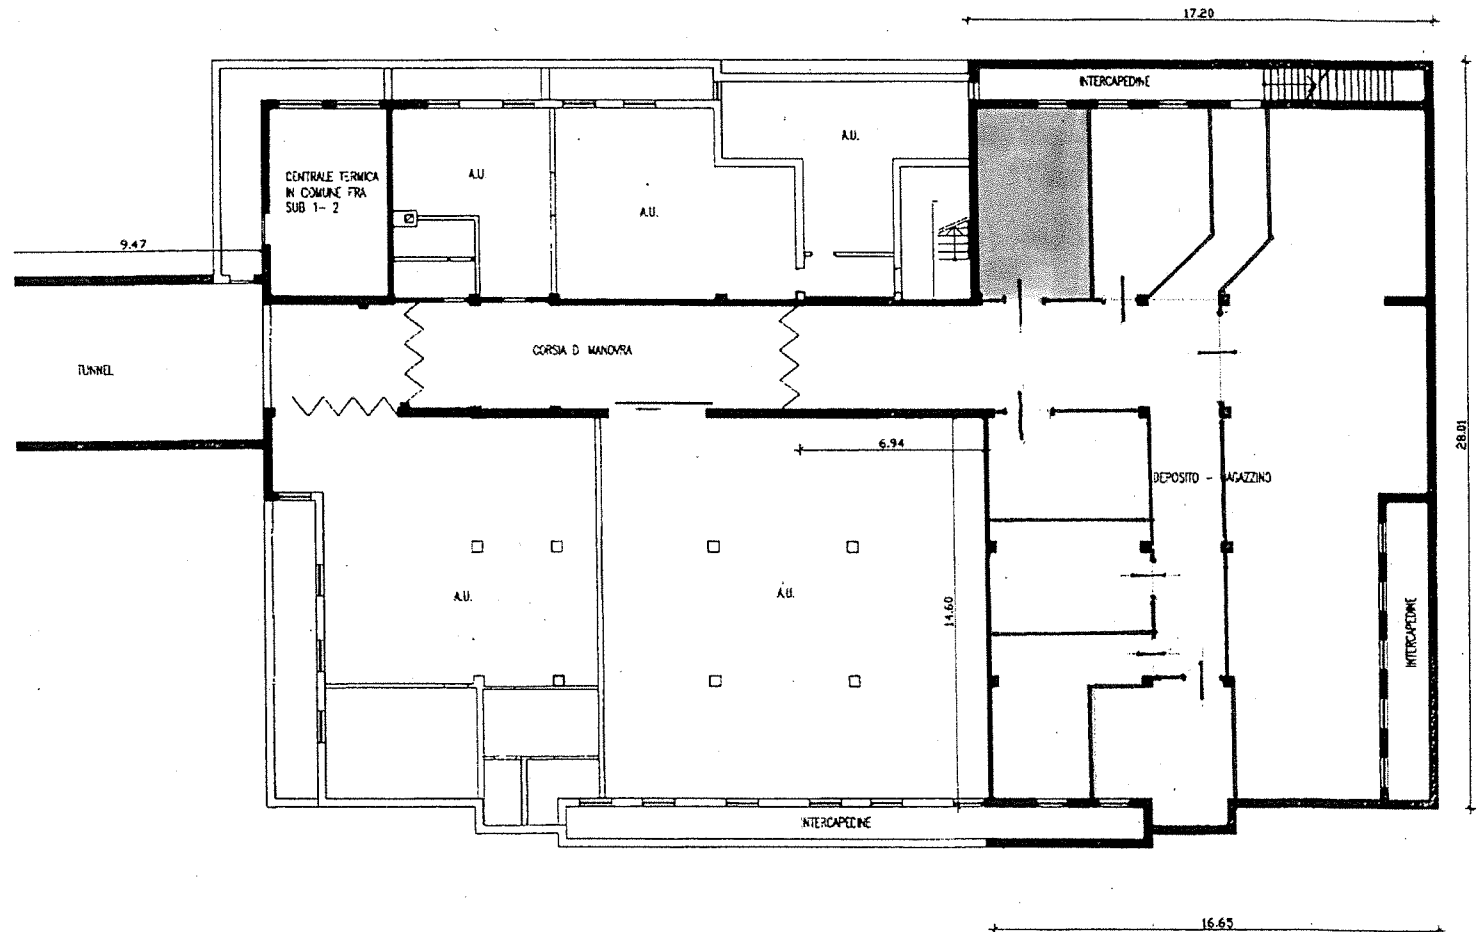 17.20
INTERCAPEDINE
A.U.
CENTRALE TERMICA
IN COMUNE FRA
SUB 1- 2
A.U
A.U.
9.47
CORSIA D MANOVRA
TUNNEL
6.94
28.01
DEPOSITO - MAGAZZINO
A.U.
A.U.
14.60
INTERCAPEDINE
INTERCAPEDINE
16.65